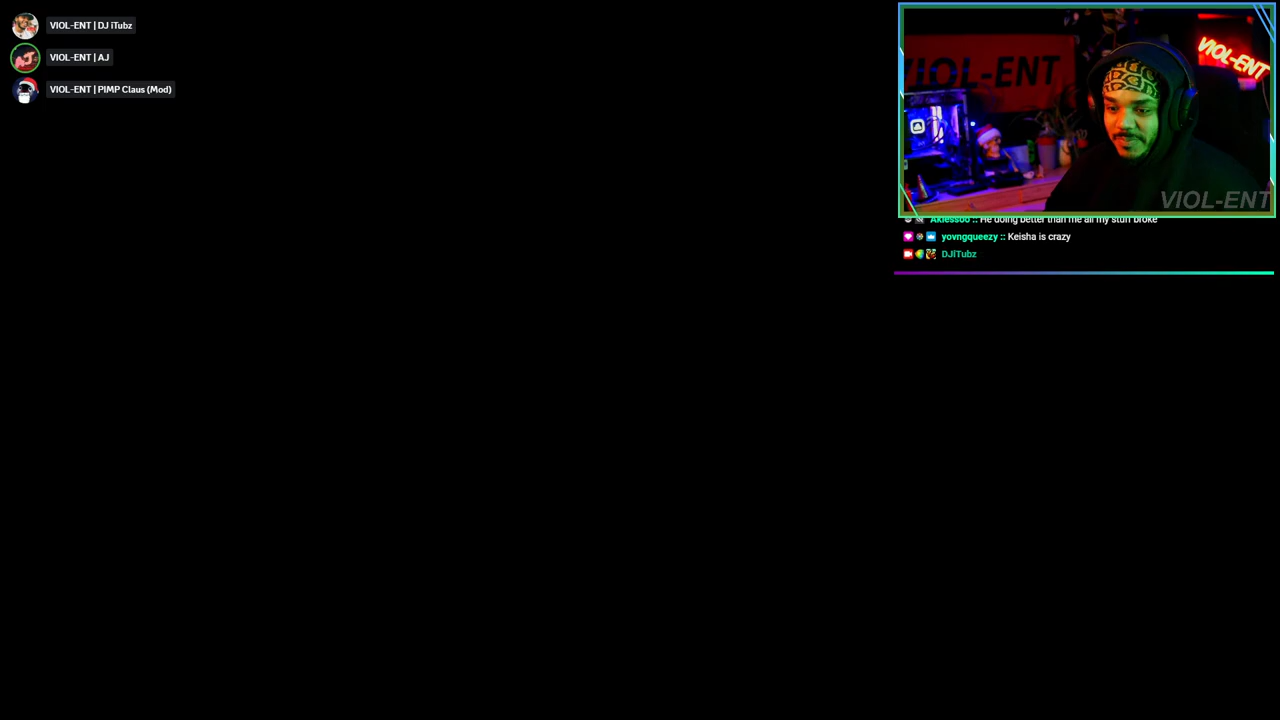 VIOL-ENT | DJ iTubz
VIOL-ENT | AJ
VIOL-ENT | PIMP Claus (Mod)
VIOL-ENT
VIOL-ENT
VIOL-ENT
Akiessoo :: He doing better than me all my stuff broke
yovngqueezy :: Keisha is crazy
DJiTubz